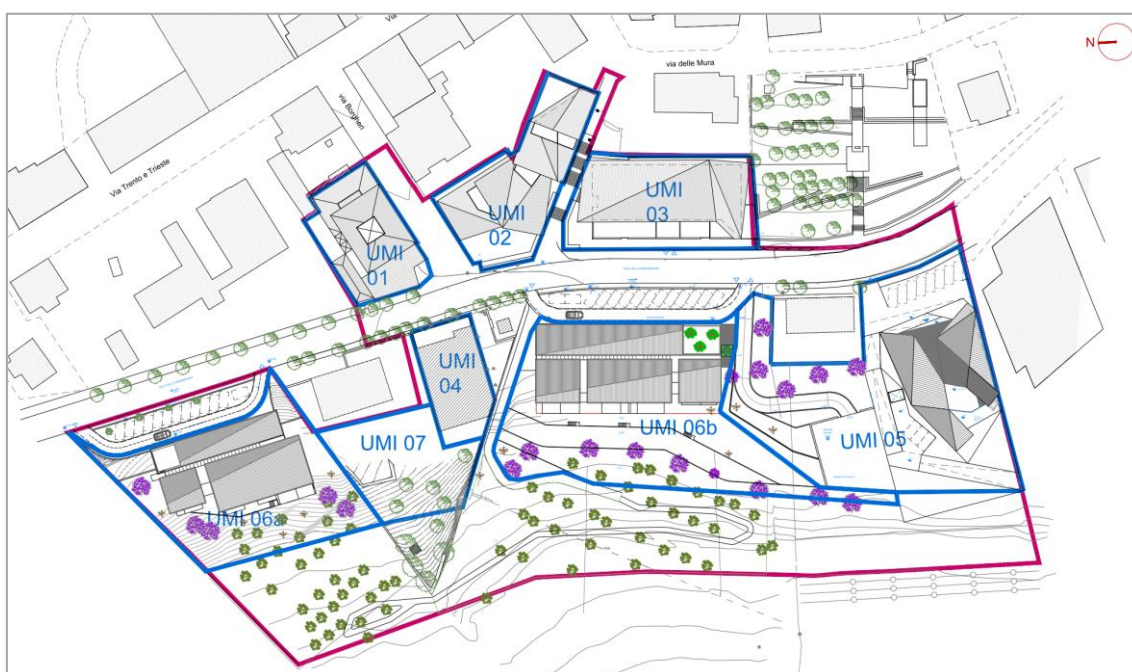 Via
N
via delle Mura
via Borgheri
Via Trento e Trieste
UMI
03
UMI
02
UMI
01
UMI
04
UMI 07
UMI 06b
UMI 05
UMI 06a